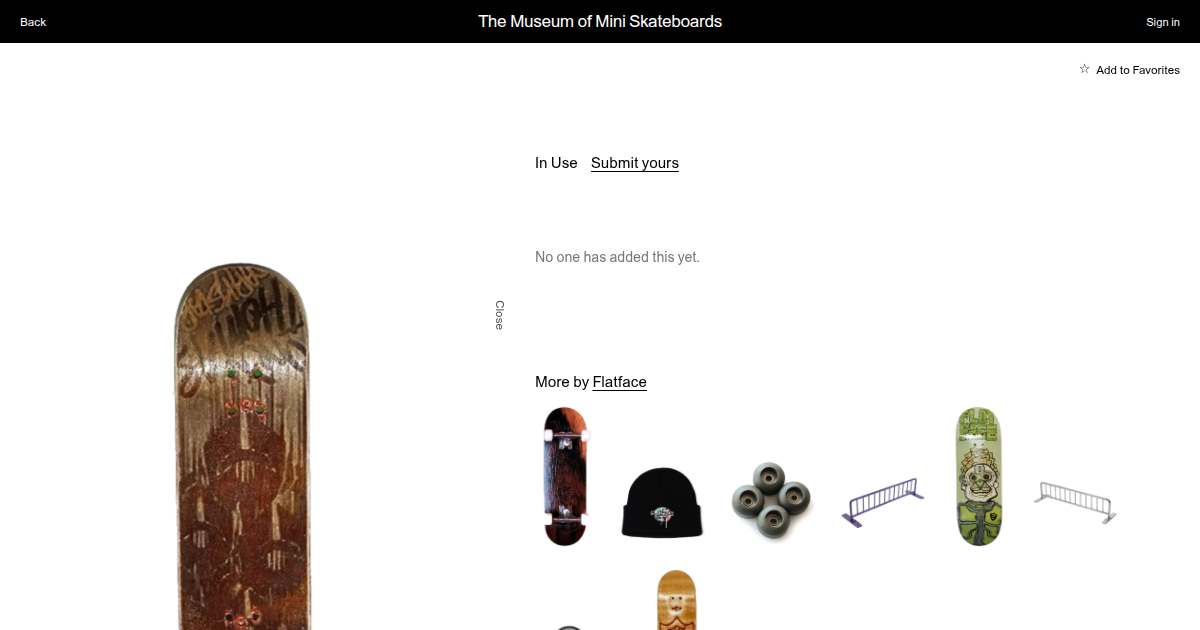 Back
The Museum of Mini Skateboards
Sign in
☆ Add to Favorites
In Use Submit yours
No one has added this yet.
Close
More by Flatface